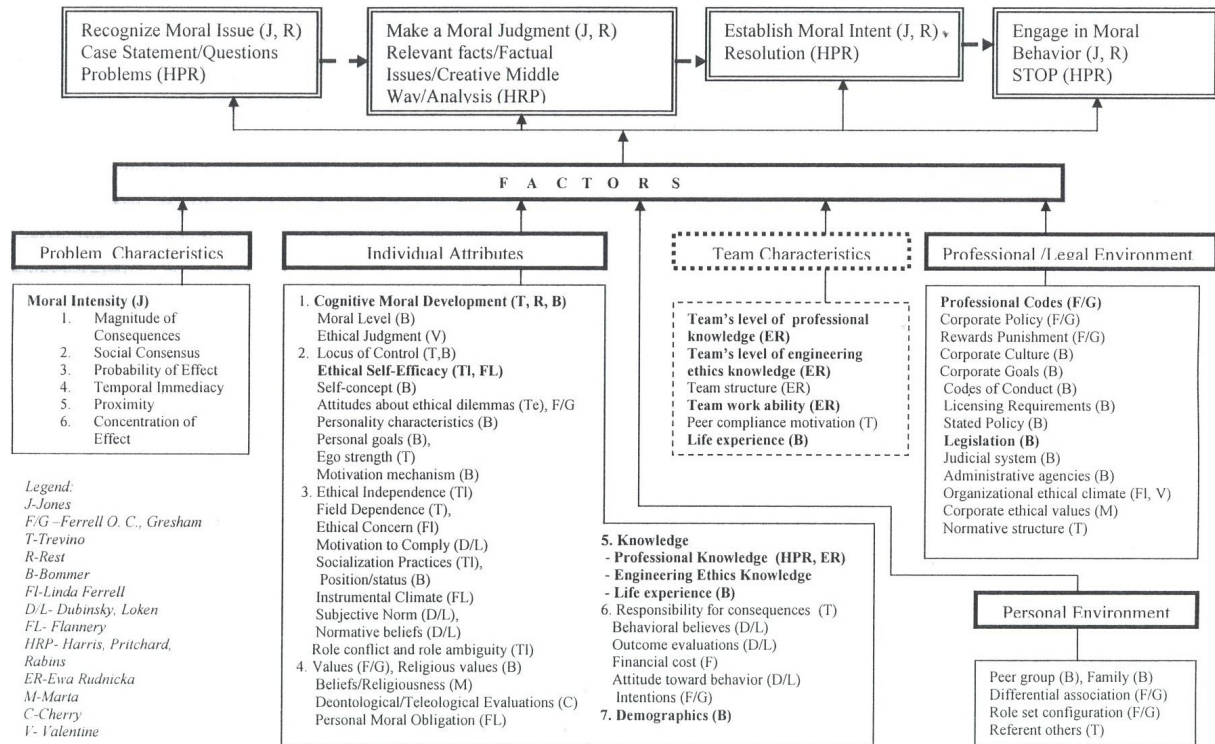 Recognize Moral Issue (J, R)
Case Statement/Questions
Problems (HPR)
Make a Moral Judgment (J, R)
Relevant facts/Factual
Issues/Creative Middle
Way/Analysis (HRP)
Establish Moral Intent (J, R)
Resolution (HPR)
Engage in Moral
Behavior (J, R)
STOP (HPR)
F A C T O R S
Problem Characteristics
Moral Intensity (J)
1. Magnitude of
Consequences
2. Social Consensus
3. Probability of Effect
4. Temporal Immediacy
5. Proximity
6. Concentration of
Effect
Legend:
J-Jones
F/G –Ferrell O. C., Gresham
T-Trevino
R-Rest
B-Bommer
Fl-Linda Ferrell
D/L- Dubinsky, Loken
FL- Flannery
HRP- Harris, Pritchard,
Rabins
ER-Ewa Rudnicka
M-Marta
C-Cherry
V- Valentine
Individual Attributes
1. Cognitive Moral Development (T, R, B)
Moral Level (B)
Ethical Judgment (V)
2. Locus of Control (T,B)
Ethical Self-Efficacy (Tl, FL)
Self-concept (B)
Attitudes about ethical dilemmas (Te), F/G
Personality characteristics (B)
Personal goals (B),
Ego strength (T)
Motivation mechanism (B)
3. Ethical Independence (Tl)
Field Dependence (T),
Ethical Concern (Fl)
Motivation to Comply (D/L)
Socialization Practices (Tl),
Position/status (B)
Instrumental Climate (FL)
Subjective Norm (D/L),
Normative beliefs (D/L)
Role conflict and role ambiguity (Tl)
4. Values (F/G), Religious values (B)
Beliefs/Religiousness (M)
Deontological/Teleological Evaluations (C)
Personal Moral Obligation (FL)
5. Knowledge
- Professional Knowledge (HPR, ER)
- Engineering Ethics Knowledge
- Life experience (B)
6. Responsibility for consequences (T)
Behavioral believes (D/L)
Outcome evaluations (D/L)
Financial cost (F)
Attitude toward behavior (D/L)
Intentions (F/G)
7. Demographics (B)
Team Characteristics
Team's level of professional
knowledge (ER)
Team's level of engineering
ethics knowledge (ER)
Team structure (ER)
Team work ability (ER)
Peer compliance motivation (T)
Life experience (B)
Professional /Legal Environment
Professional Codes (F/G)
Corporate Policy (F/G)
Rewards Punishment (F/G)
Corporate Culture (B)
Corporate Goals (B)
Codes of Conduct (B)
Licensing Requirements (B)
Stated Policy (B)
Legislation (B)
Judicial system (B)
Administrative agencies (B)
Organizational ethical climate (Fl, V)
Corporate ethical values (M)
Normative structure (T)
Personal Environment
Peer group (B), Family (B)
Differential association (F/G)
Role set configuration (F/G)
Referent others (T)